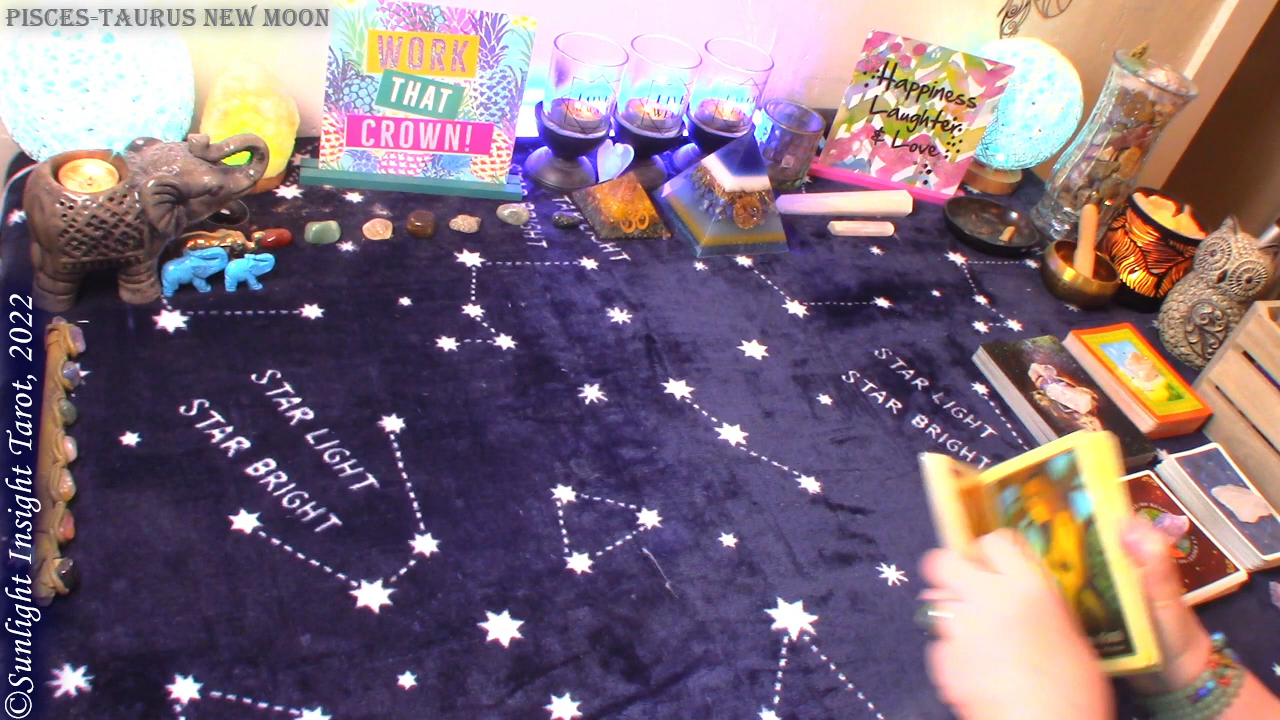 PISCES-TAURUS NEW MOON
WORK
THAT
CROWN!
Happiness
Laughter
& Love
STAR LIGHT
STAR BRIGHT
STAR LIGHT
STAR BRIGHT
©Sunlight Insight Tarot, 2022